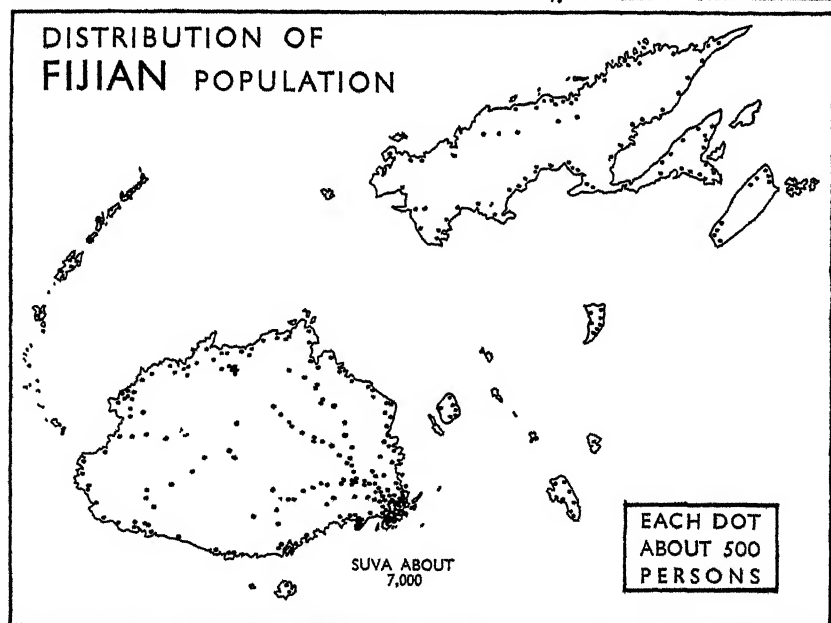 DISTRIBUTION OF
FIJIAN POPULATION
SUVA ABOUT
7,000
EACH DOT
ABOUT 500
PERSONS